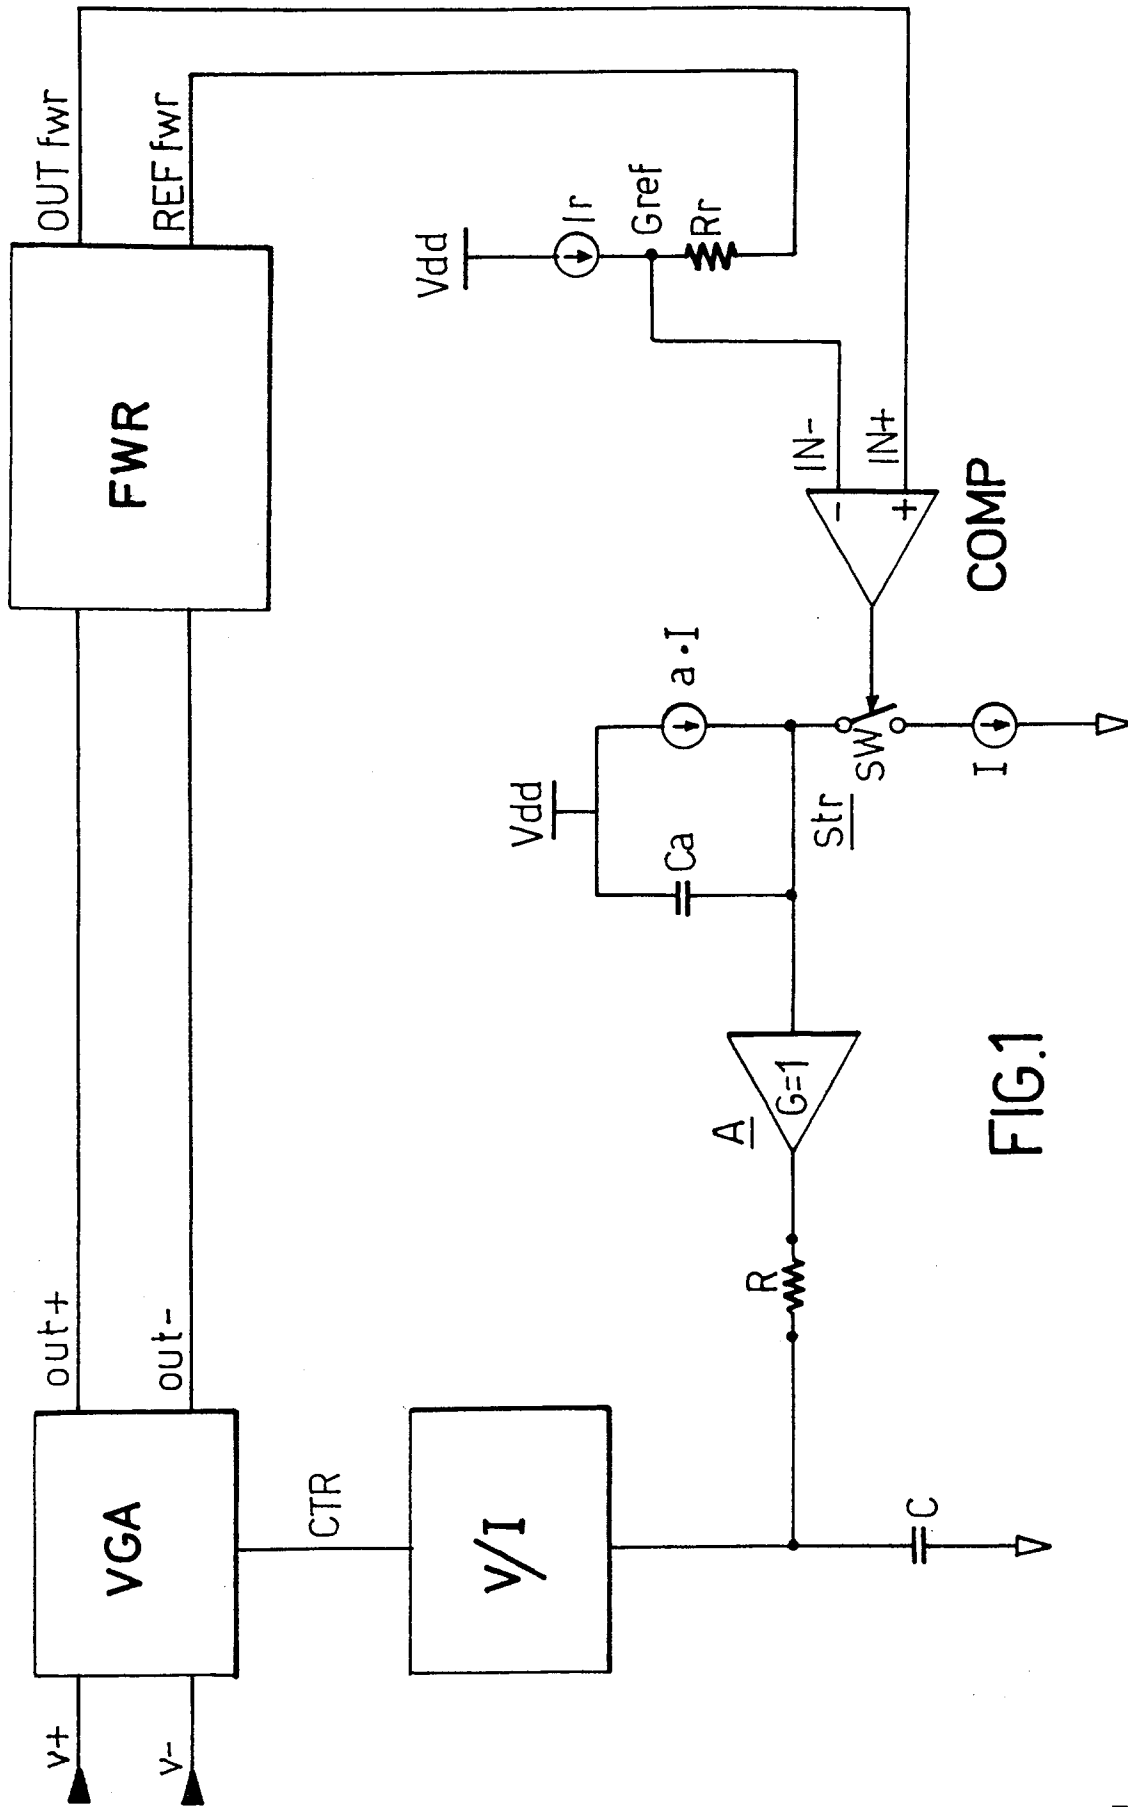 v+
v-
VGA
out+
out-
FWR
OUT fwr
REF fwr
CTR
V/I
Vdd
Ir
Gref
Rr
Vdd
Ca
a·I
IN-
IN+
-
+
COMP
SW
Str
I
A
G=1
R
C
FIG.1